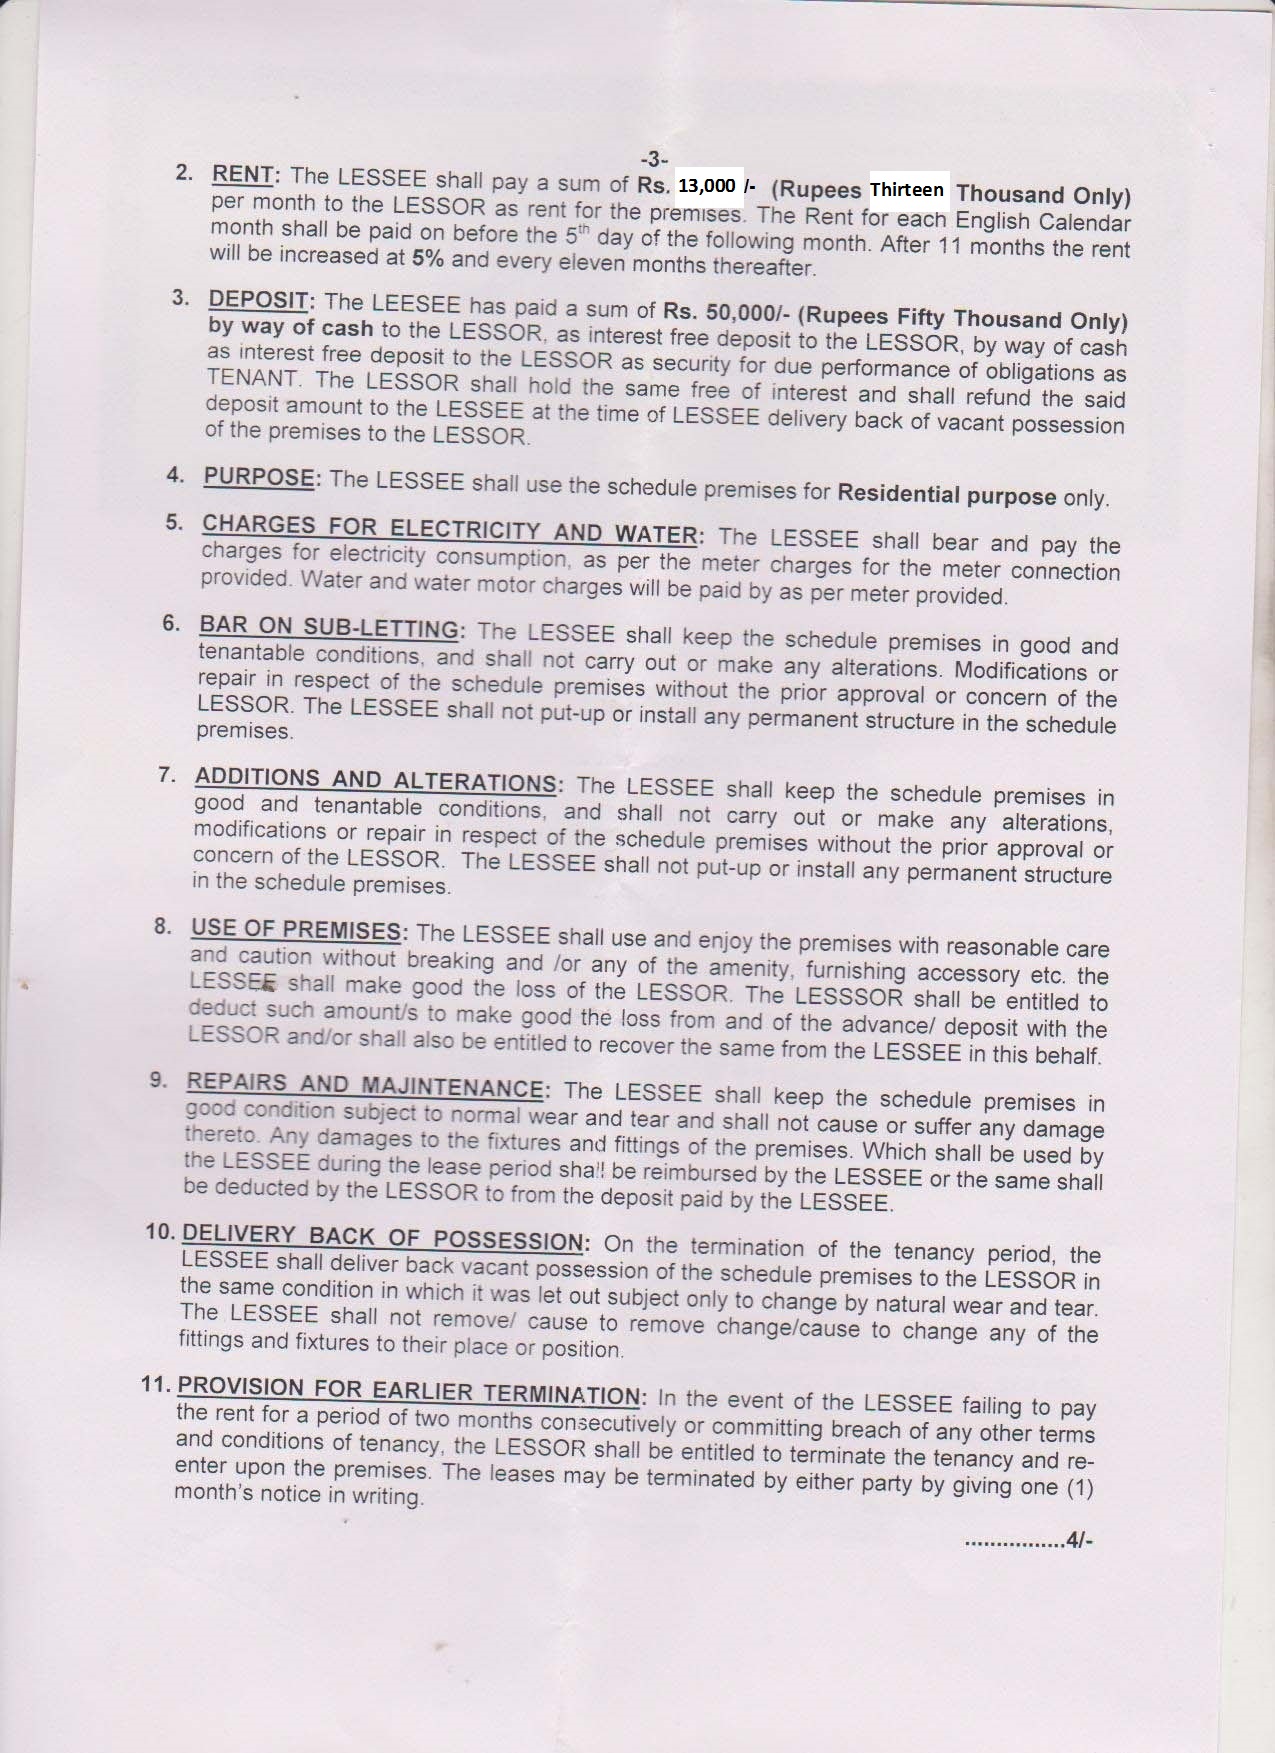 -3-
2. RENT: The LESSEE shall pay a sum of Rs. 13,000 /- (Rupees Thirteen Thousand Only)
per month to the LESSOR as rent for the premises. The Rent for each English Calendar
month shall be paid on before the 5th day of the following month. After 11 months the rent
will be increased at 5% and every eleven months thereafter.
3. DEPOSIT: The LEESEE has paid a sum of Rs. 50,000/- (Rupees Fifty Thousand Only)
by way of cash to the LESSOR, as interest free deposit to the LESSOR, by way of cash
as interest free deposit to the LESSOR as security for due performance of obligations as
TENANT. The LESSOR shall hold the same free of interest and shall refund the said
deposit amount to the LESSEE at the time of LESSEE delivery back of vacant possession
of the premises to the LESSOR.
4. PURPOSE: The LESSEE shall use the schedule premises for Residential purpose only.
5. CHARGES FOR ELECTRICITY AND WATER: The LESSEE shall bear and pay the
charges for electricity consumption, as per the meter charges for the meter connection
provided. Water and water motor charges will be paid by as per meter provided.
6. BAR ON SUB-LETTING: The LESSEE shall keep the schedule premises in good and
tenantable conditions, and shall not carry out or make any alterations. Modifications or
repair in respect of the schedule premises without the prior approval or concern of the
LESSOR. The LESSEE shall not put-up or install any permanent structure in the schedule
premises.
7. ADDITIONS AND ALTERATIONS: The LESSEE shall keep the schedule premises in
good and tenantable conditions, and shall not carry out or make any alterations,
modifications or repair in respect of the schedule premises without the prior approval or
concern of the LESSOR. The LESSEE shall not put-up or install any permanent structure
in the schedule premises.
8. USE OF PREMISES: The LESSEE shall use and enjoy the premises with reasonable care
and caution without breaking and /or any of the amenity, furnishing accessory etc. the
LESSEE shall make good the loss of the LESSOR. The LESSSOR shall be entitled to
deduct such amount/s to make good the loss from and of the advance/ deposit with the
LESSOR and/or shall also be entitled to recover the same from the LESSEE in this behalf.
9. REPAIRS AND MAJINTENANCE: The LESSEE shall keep the schedule premises in
good condition subject to normal wear and tear and shall not cause or suffer any damage
thereto. Any damages to the fixtures and fittings of the premises. Which shall be used by
the LESSEE during the lease period shall be reimbursed by the LESSEE or the same shall
be deducted by the LESSOR to from the deposit paid by the LESSEE.
10. DELIVERY BACK OF POSSESSION: On the termination of the tenancy period, the
LESSEE shall deliver back vacant possession of the schedule premises to the LESSOR in
the same condition in which it was let out subject only to change by natural wear and tear.
The LESSEE shall not remove/ cause to remove change/cause to change any of the
fittings and fixtures to their place or position.
11. PROVISION FOR EARLIER TERMINATION: In the event of the LESSEE failing to pay
the rent for a period of two months consecutively or committing breach of any other terms
and conditions of tenancy, the LESSOR shall be entitled to terminate the tenancy and re-
enter upon the premises. The leases may be terminated by either party by giving one (1)
month's notice in writing.
................4/-